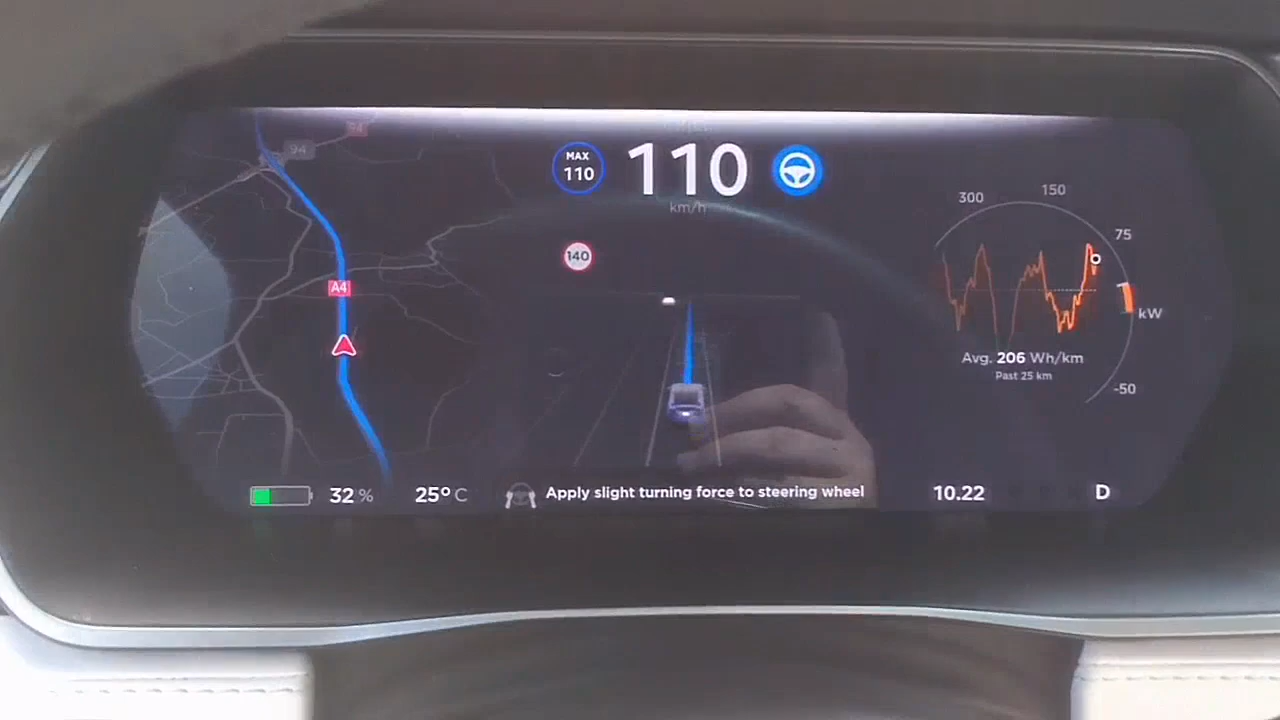 94
MAX
110
110
km/h
140
A4
300
150
75
kW
-50
Avg. 206 Wh/km
Past 25 km
32 %
25° C
Apply slight turning force to steering wheel
10.22
D